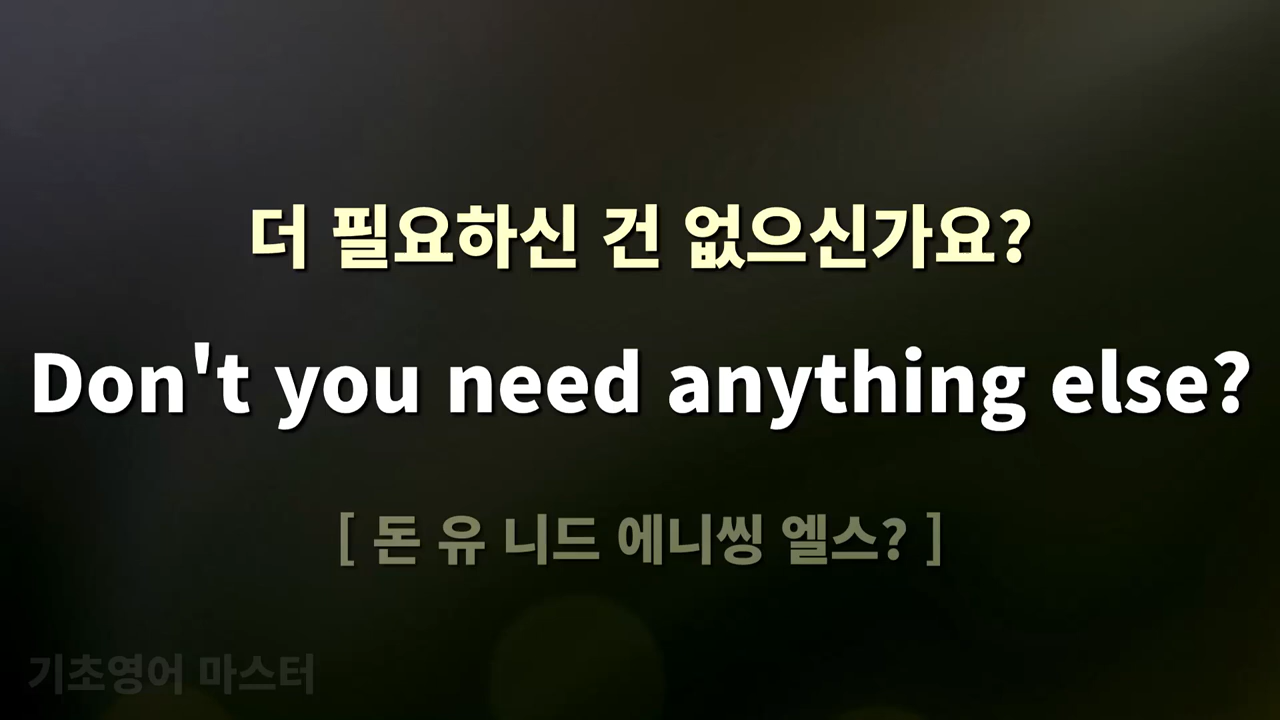 더 필요하신 건 없으신가요?
Don't you need anything else?
[ 돈 유 니드 에니씽 엘스? ]
기초영어 마스터